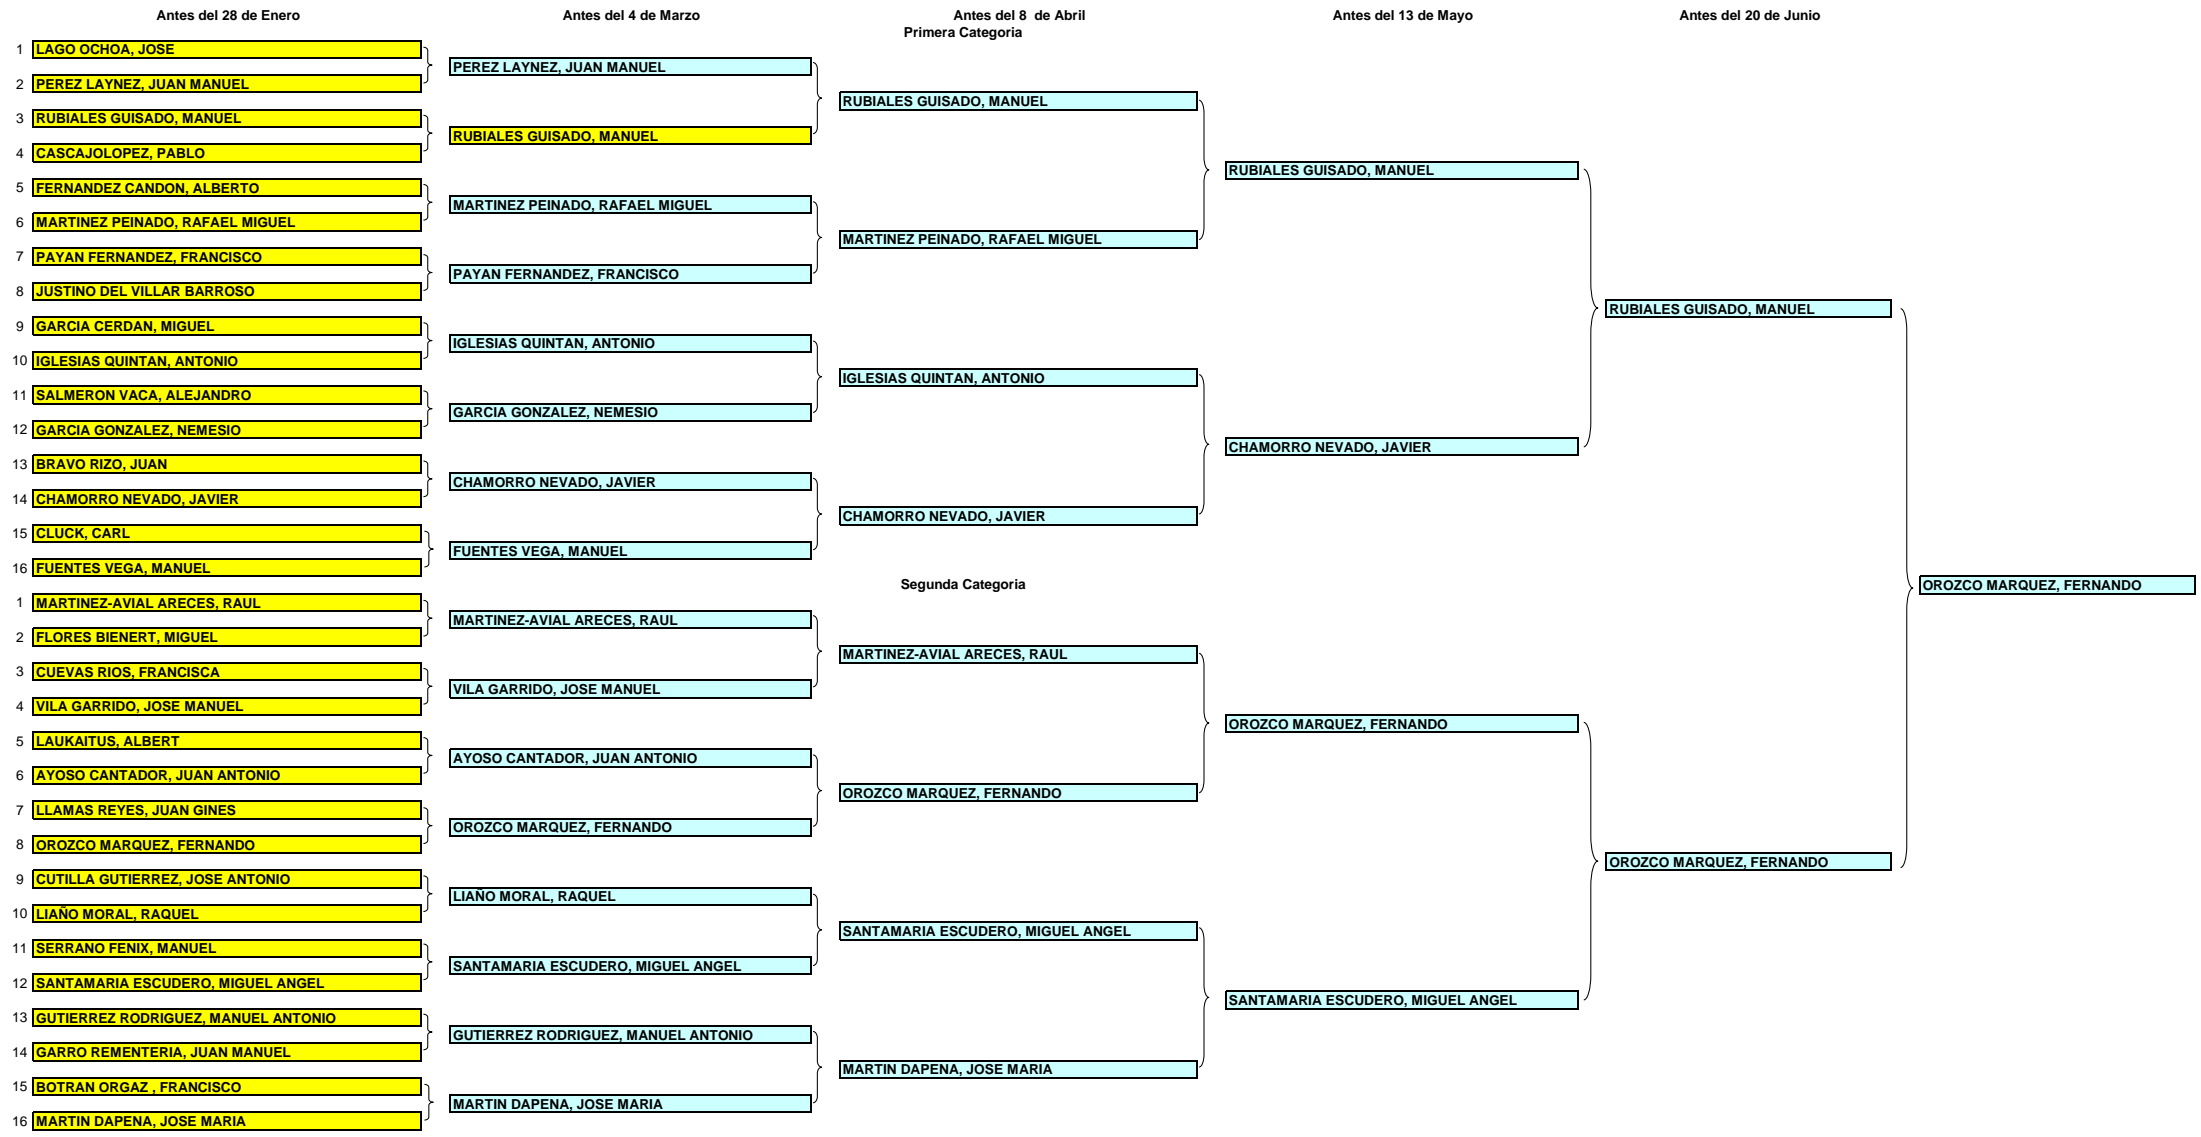 Antes del 28 de Enero Antes del 4 de Marzo Antes del 8 de Abril Antes del 13 de Mayo Antes del 20 de Junio
Primera Categoria
1 LAGO OCHOA, JOSE
PEREZ LAYNEZ, JUAN MANUEL
2 PEREZ LAYNEZ, JUAN MANUEL
RUBIALES GUISADO, MANUEL
3 RUBIALES GUISADO, MANUEL
RUBIALES GUISADO, MANUEL
4 CASCAJOLOPEZ, PABLO
RUBIALES GUISADO, MANUEL
5 FERNANDEZ CANDON, ALBERTO
MARTINEZ PEINADO, RAFAEL MIGUEL
6 MARTINEZ PEINADO, RAFAEL MIGUEL
MARTINEZ PEINADO, RAFAEL MIGUEL
7 PAYAN FERNANDEZ, FRANCISCO
PAYAN FERNANDEZ, FRANCISCO
8 JUSTINO DEL VILLAR BARROSO
RUBIALES GUISADO, MANUEL
9 GARCIA CERDAN, MIGUEL
IGLESIAS QUINTAN, ANTONIO
10 IGLESIAS QUINTAN, ANTONIO
IGLESIAS QUINTAN, ANTONIO
11 SALMERON VACA, ALEJANDRO
GARCIA GONZALEZ, NEMESIO
12 GARCIA GONZALEZ, NEMESIO
CHAMORRO NEVADO, JAVIER
13 BRAVO RIZO, JUAN
CHAMORRO NEVADO, JAVIER
14 CHAMORRO NEVADO, JAVIER
CHAMORRO NEVADO, JAVIER
15 CLUCK, CARL
FUENTES VEGA, MANUEL
16 FUENTES VEGA, MANUEL
Segunda Categoria
OROZCO MARQUEZ, FERNANDO
1 MARTINEZ-AVIAL ARECES, RAUL
MARTINEZ-AVIAL ARECES, RAUL
2 FLORES BIENERT, MIGUEL
MARTINEZ-AVIAL ARECES, RAUL
3 CUEVAS RIOS, FRANCISCA
VILA GARRIDO, JOSE MANUEL
4 VILA GARRIDO, JOSE MANUEL
OROZCO MARQUEZ, FERNANDO
5 LAUKAITUS, ALBERT
AYOSO CANTADOR, JUAN ANTONIO
6 AYOSO CANTADOR, JUAN ANTONIO
OROZCO MARQUEZ, FERNANDO
7 LLAMAS REYES, JUAN GINES
OROZCO MARQUEZ, FERNANDO
8 OROZCO MARQUEZ, FERNANDO
OROZCO MARQUEZ, FERNANDO
9 CUTILLA GUTIERREZ, JOSE ANTONIO
LIAÑO MORAL, RAQUEL
10 LIAÑO MORAL, RAQUEL
SANTAMARIA ESCUDERO, MIGUEL ANGEL
11 SERRANO FENIX, MANUEL
SANTAMARIA ESCUDERO, MIGUEL ANGEL
12 SANTAMARIA ESCUDERO, MIGUEL ANGEL
SANTAMARIA ESCUDERO, MIGUEL ANGEL
13 GUTIERREZ RODRIGUEZ, MANUEL ANTONIO
GUTIERREZ RODRIGUEZ, MANUEL ANTONIO
14 GARRO REMENTERIA, JUAN MANUEL
MARTIN DAPENA, JOSE MARIA
15 BOTRAN ORGAZ , FRANCISCO
MARTIN DAPENA, JOSE MARIA
16 MARTIN DAPENA, JOSE MARIA